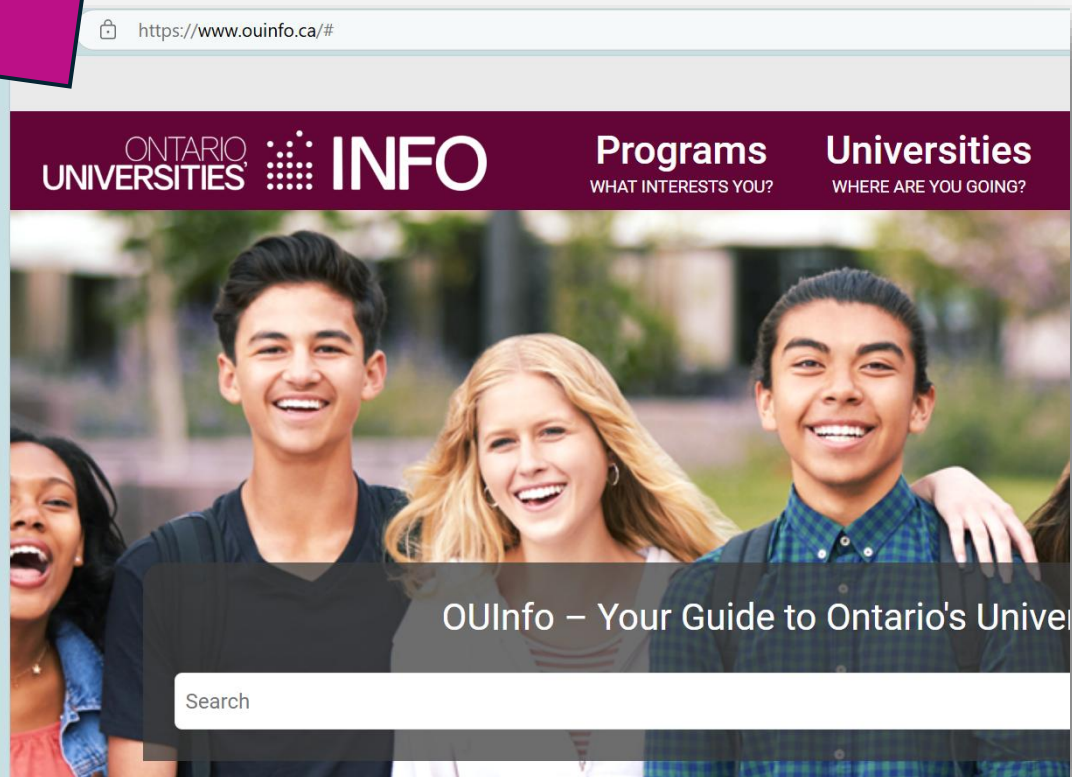 https://www.ouinfo.ca/#
ONTARIO
UNIVERSITIES' INFO
Programs
WHAT INTERESTS YOU?
Universities
WHERE ARE YOU GOING?
OUInfo – Your Guide to Ontario's Univer
Search